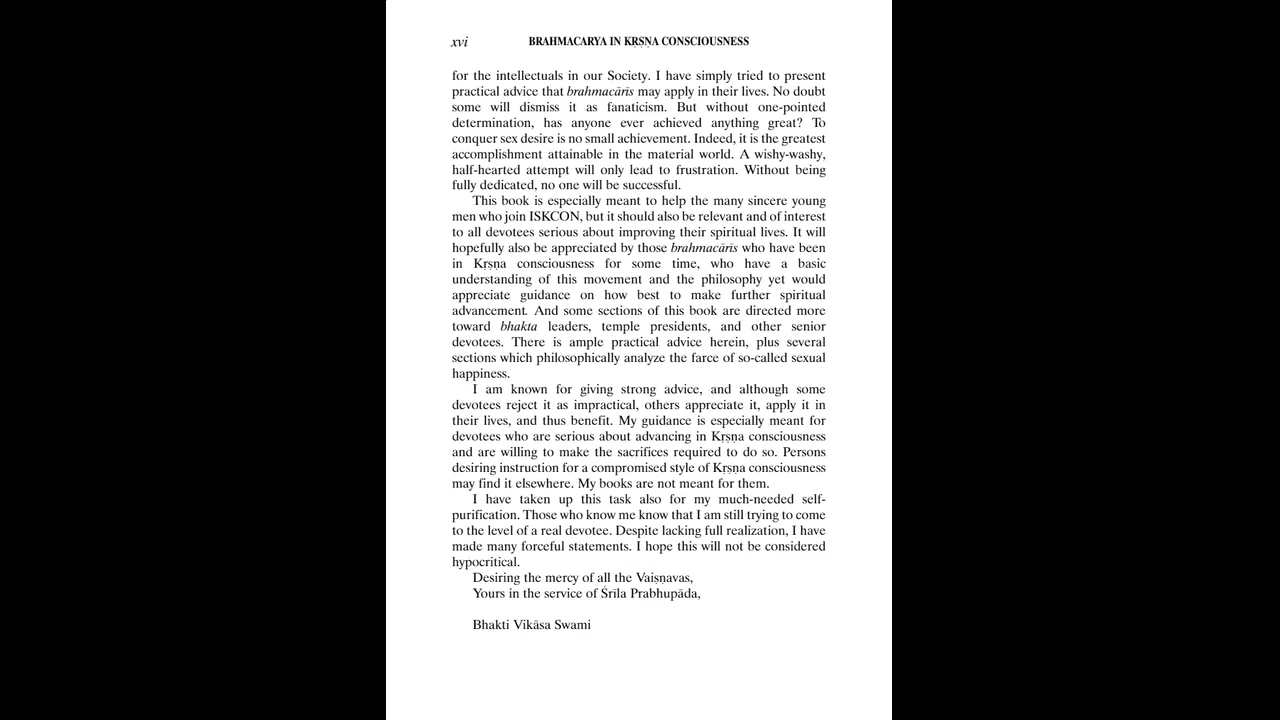 xvi BRAHMACARYA IN KṚṢṆA CONSCIOUSNESS
for the intellectuals in our Society. I have simply tried to present
practical advice that brahmacārīs may apply in their lives. No doubt
some will dismiss it as fanaticism. But without one-pointed
determination, has anyone ever achieved anything great? To
conquer sex desire is no small achievement. Indeed, it is the greatest
accomplishment attainable in the material world. A wishy-washy,
half-hearted attempt will only lead to frustration. Without being
fully dedicated, no one will be successful.
This book is especially meant to help the many sincere young
men who join ISKCON, but it should also be relevant and of interest
to all devotees serious about improving their spiritual lives. It will
hopefully also be appreciated by those brahmacārīs who have been
in Kṛṣṇa consciousness for some time, who have a basic
understanding of this movement and the philosophy yet would
appreciate guidance on how best to make further spiritual
advancement. And some sections of this book are directed more
toward bhakta leaders, temple presidents, and other senior
devotees. There is ample practical advice herein, plus several
sections which philosophically analyze the farce of so-called sexual
happiness.
I am known for giving strong advice, and although some
devotees reject it as impractical, others appreciate it, apply it in
their lives, and thus benefit. My guidance is especially meant for
devotees who are serious about advancing in Kṛṣṇa consciousness
and are willing to make the sacrifices required to do so. Persons
desiring instruction for a compromised style of Kṛṣṇa consciousness
may find it elsewhere. My books are not meant for them.
I have taken up this task also for my much-needed self-
purification. Those who know me know that I am still trying to come
to the level of a real devotee. Despite lacking full realization, I have
made many forceful statements. I hope this will not be considered
hypocritical.
Desiring the mercy of all the Vaiṣṇavas,
Yours in the service of Śrīla Prabhupāda,
Bhakti Vikāsa Swami